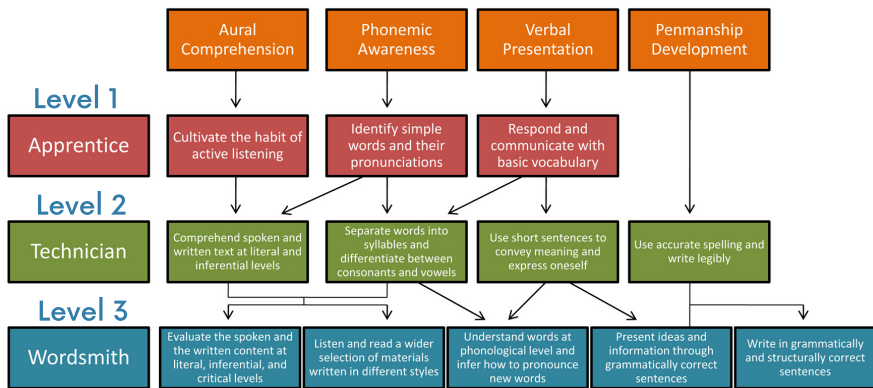 Aural
Comprehension
Phonemic
Awareness
Verbal
Presentation
Penmanship
Development
Level 1
Apprentice
Cultivate the habit of
active listening
Identify simple
words and their
pronunciations
Respond and
communicate with
basic vocabulary
Level 2
Technician
Comprehend spoken and
written text at literal and
inferential levels
Separate words into
syllables and
differentiate between
consonants and vowels
Use short sentences to
convey meaning and
express oneself
Use accurate spelling and
write legibly
Level 3
Wordsmith
Evaluate the spoken and
the written content at
literal, inferential, and
critical levels
Listen and read a wider
selection of materials
written in different styles
Understand words at
phonological level and
infer how to pronounce
new words
Present ideas and
information through
grammatically correct
sentences
Write in grammatically
and structurally correct
sentences